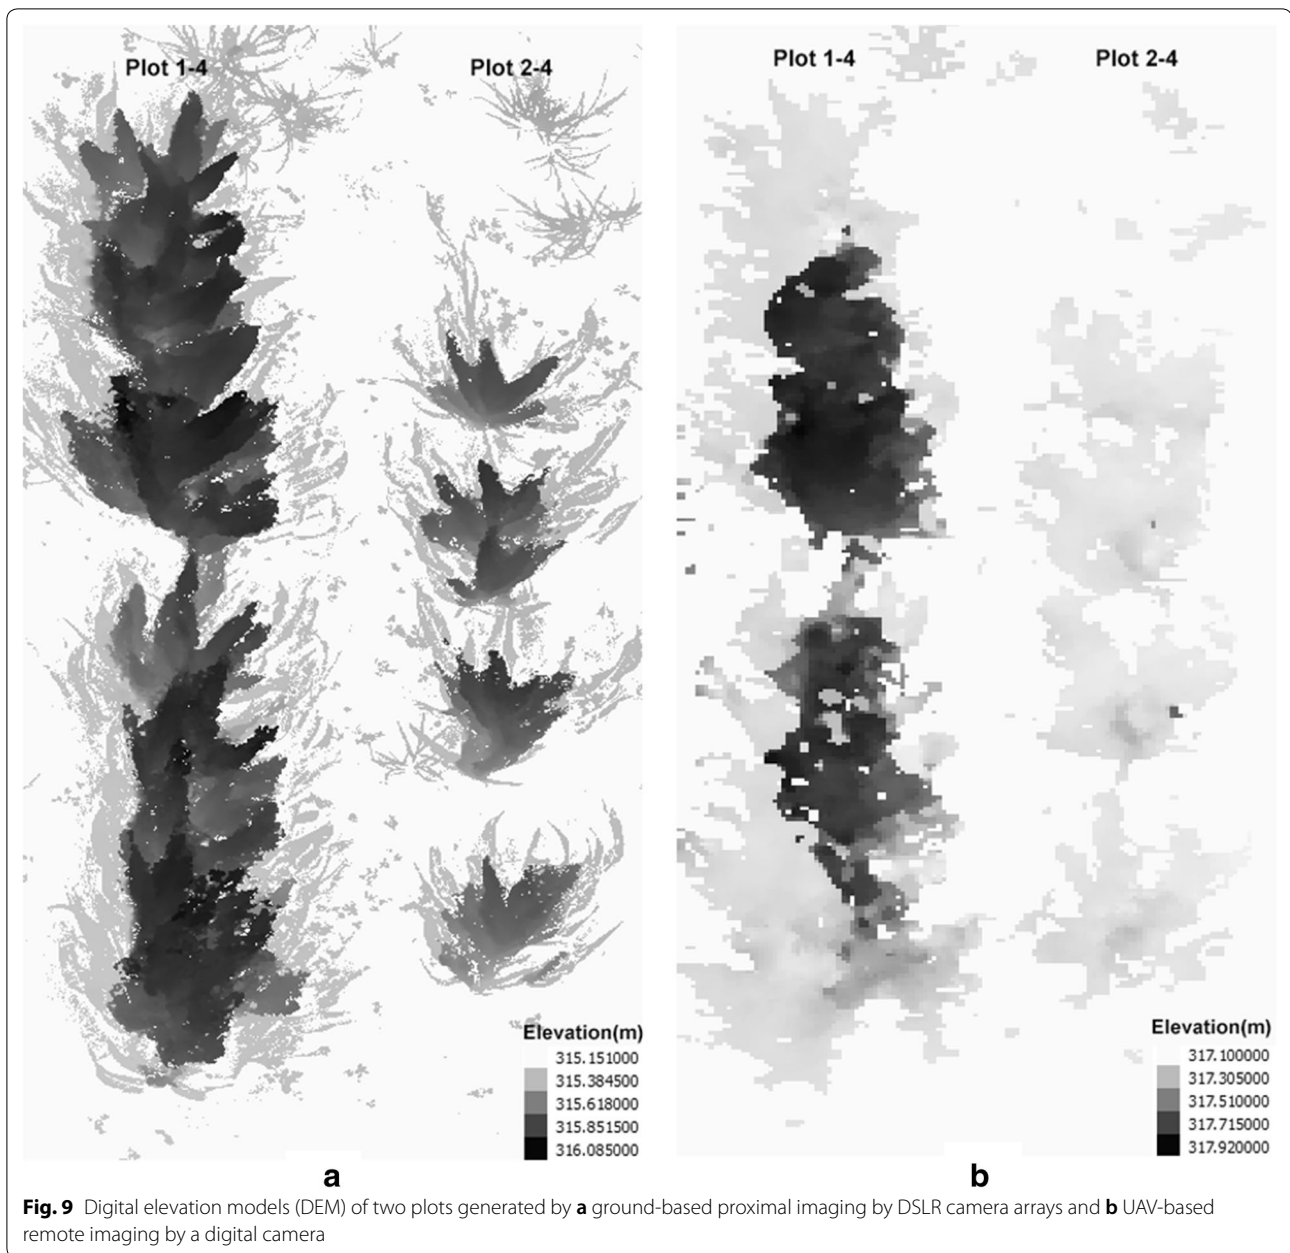 Plot 1-4
Plot 2-4
Elevation(m)
315.151000
315.384500
315.618000
315.851500
316.085000
a
Plot 1-4
Plot 2-4
Elevation(m)
317.100000
317.305000
317.510000
317.715000
317.920000
b
Fig. 9 Digital elevation models (DEM) of two plots generated by a ground-based proximal imaging by DSLR camera arrays and b UAV-based
remote imaging by a digital camera